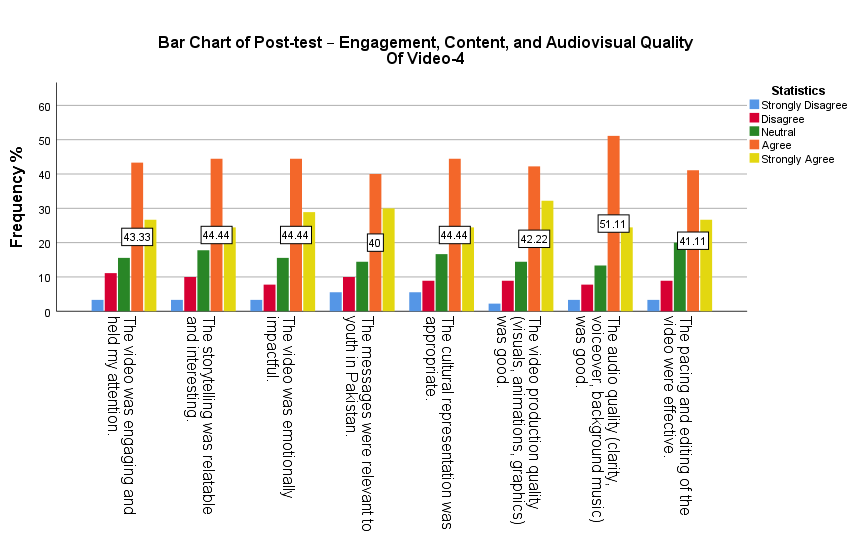 Bar Chart of Post-test – Engagement, Content, and Audiovisual Quality
Of Video-4
Statistics
Strongly Disagree
Disagree
Neutral
Agree
Strongly Agree
Frequency %
60
50
40
30
20
10
0
43.33
44.44
44.44
40
44.44
42.22
51.11
41.11
The video was engaging and
held my attention.
The storytelling was relatable
and interesting.
The video was emotionally
impactful.
The messages were relevant to
youth in Pakistan.
The cultural representation was
appropriate.
The video production quality
(visuals, animations, graphics)
was good.
The audio quality (clarity,
voiceover, background music)
was good.
The pacing and editing of the
video were effective.